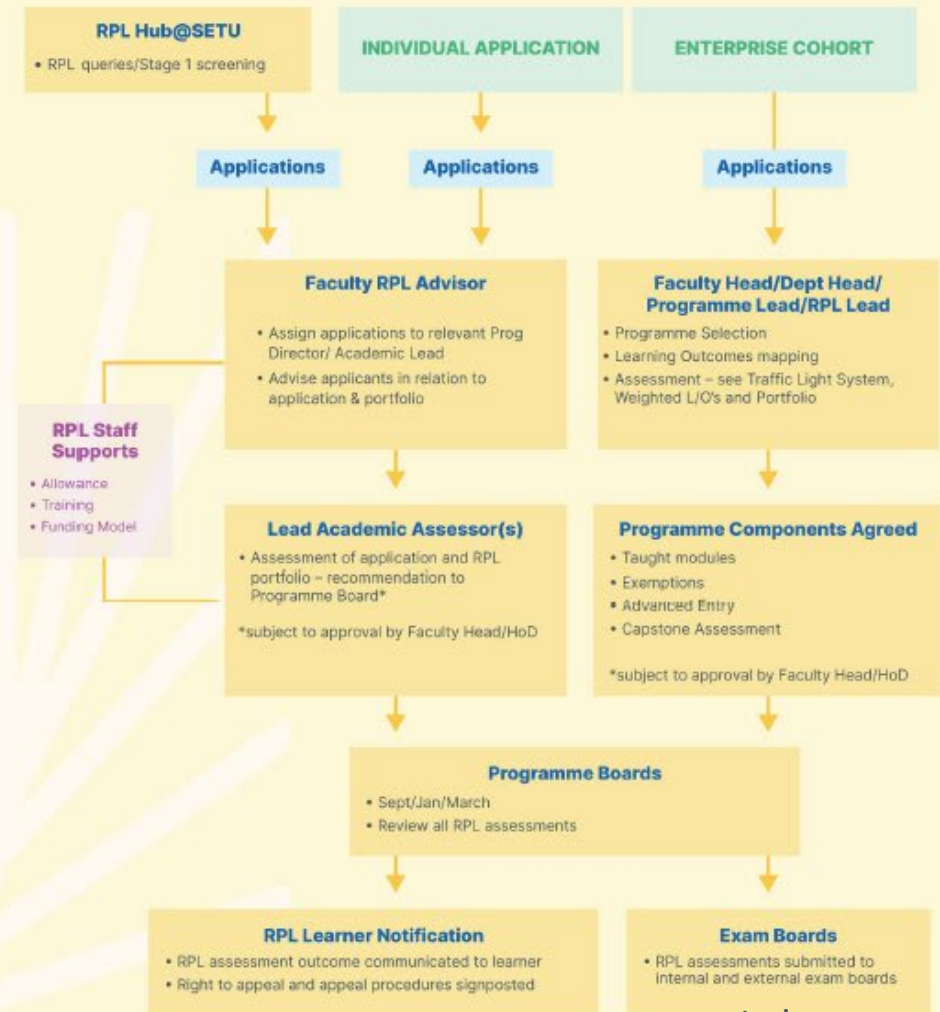 RPL Hub@SETU
• RPL queries/Stage 1 screening
INDIVIDUAL APPLICATION
ENTERPRISE COHORT
Applications
Applications
Applications
Faculty RPL Advisor
• Assign applications to relevant Prog
Director/ Academic Lead
• Advise applicants in relation to
application & portfolio
Faculty Head/Dept Head/
Programme Lead/RPL Lead
• Programme Selection
• Learning Outcomes mapping
• Assessment – see Traffic Light System,
Weighted L/O's and Portfolio
RPL Staff
Supports
• Allowance
• Training
• Funding Model
Lead Academic Assessor(s)
• Assessment of application and RPL
portfolio – recommendation to
Programme Board*
*subject to approval by Faculty Head/HoD
Programme Components Agreed
• Taught modules
• Exemptions
• Advanced Entry
• Capstone Assessment
*subject to approval by Faculty Head/HoD
Programme Boards
• Sept/Jan/March
• Review all RPL assessments
RPL Learner Notification
• RPL assessment outcome communicated to learner
• Right to appeal and appeal procedures signposted
Exam Boards
• RPL assessments submitted to
internal and external exam boards